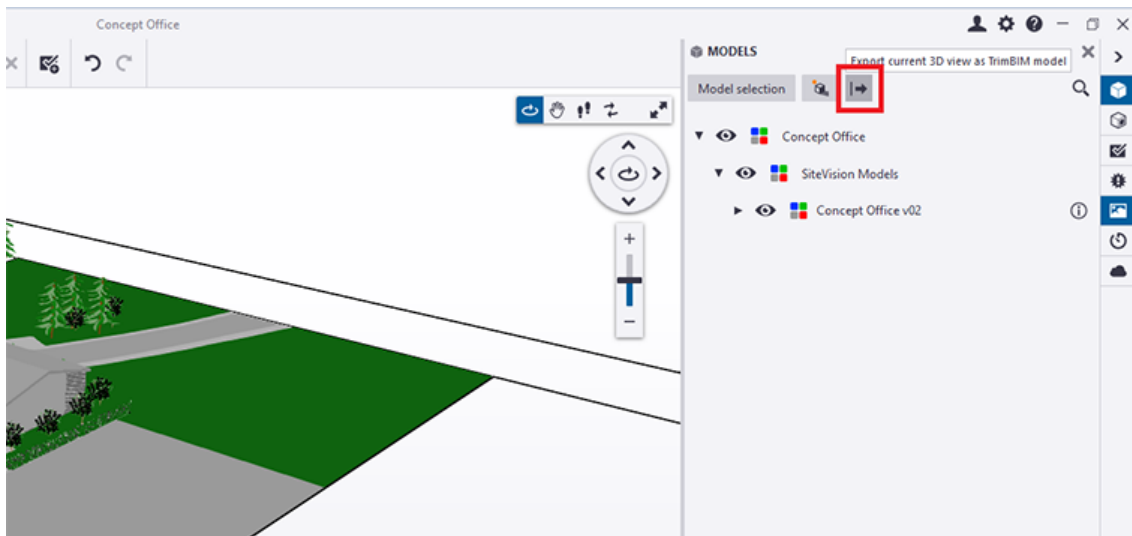 Concept Office
MODELS
Export current 3D view as TrimBIM model
Model selection
Concept Office
SiteVision Models
Concept Office v02